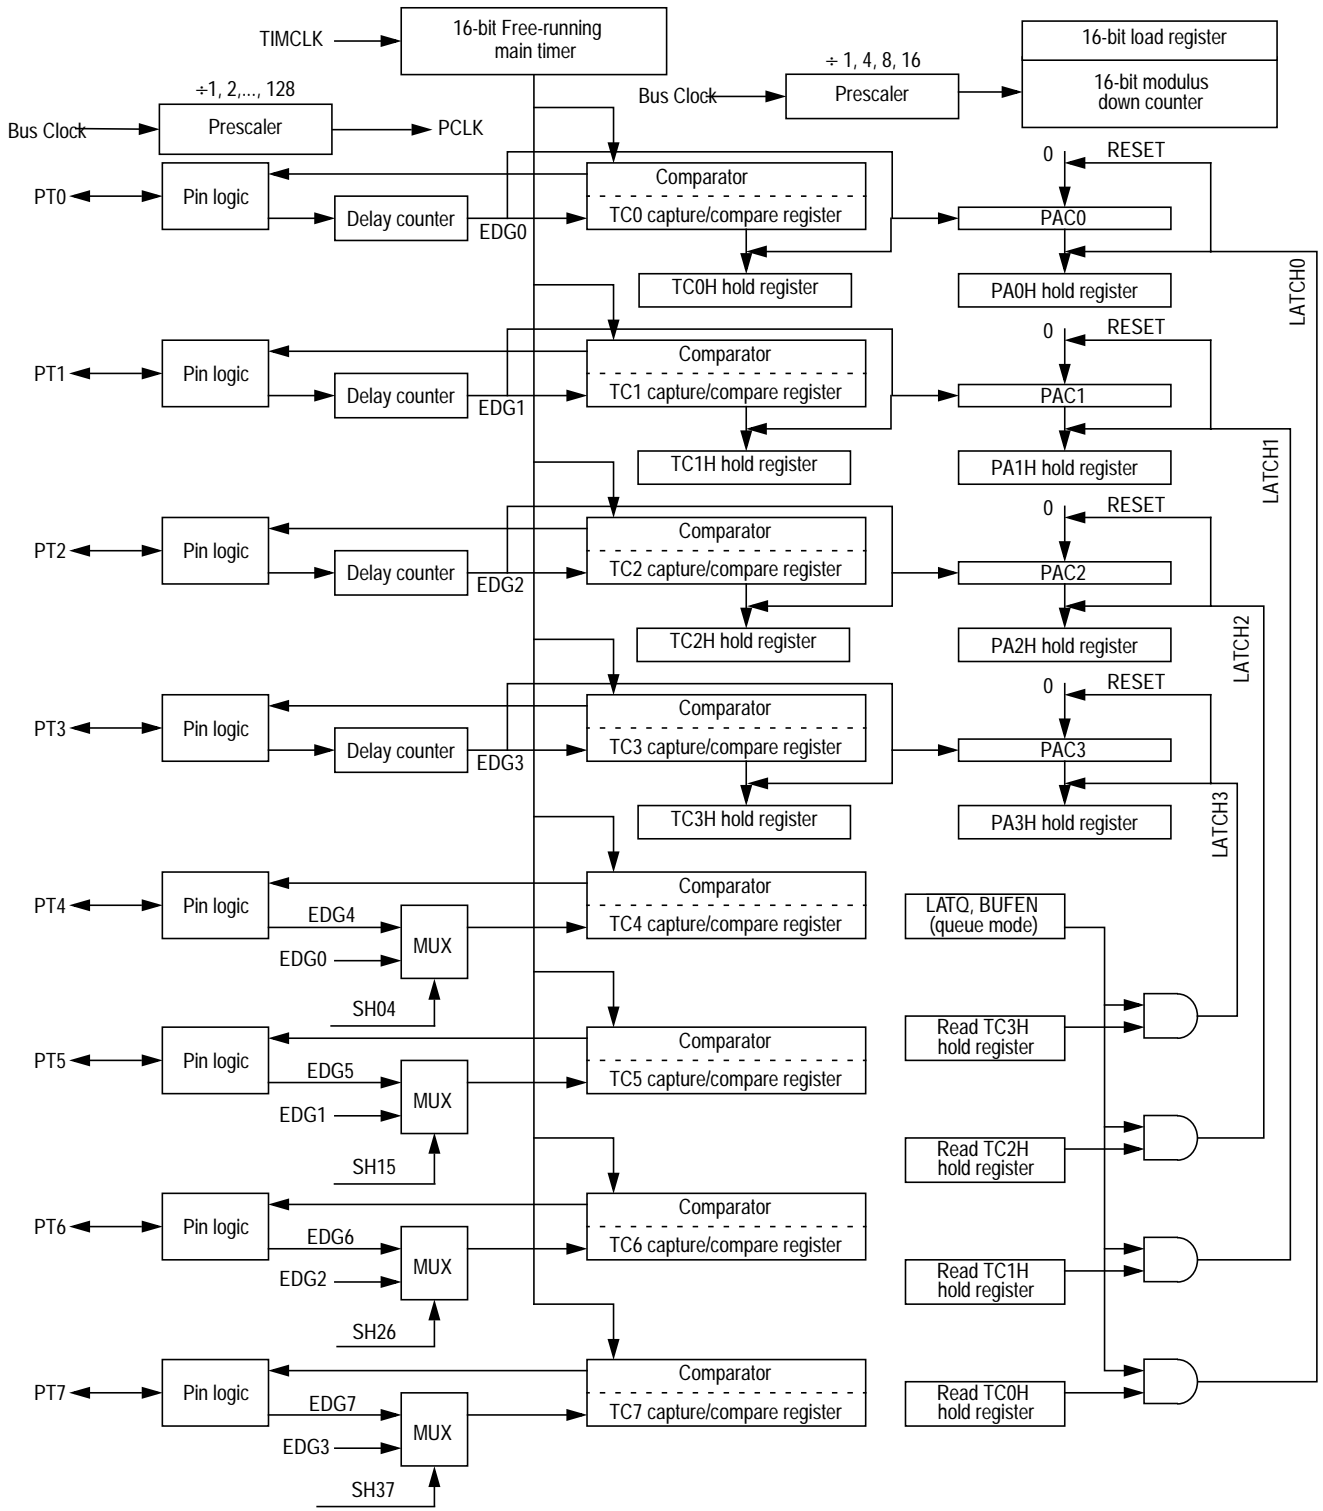 TIMCLK
16-bit Free-running
main timer
16-bit load register
16-bit modulus
down counter
÷ 1, 4, 8, 16
Bus Clock
Prescaler
÷1, 2,..., 128
Bus Clock
Prescaler
PCLK
PT0
Pin logic
Delay counter
EDG0
Comparator
TC0 capture/compare register
TC0H hold register
0
RESET
PAC0
PA0H hold register
LATCH0
PT1
Pin logic
Delay counter
EDG1
Comparator
TC1 capture/compare register
TC1H hold register
0
RESET
PAC1
PA1H hold register
LATCH1
PT2
Pin logic
Delay counter
EDG2
Comparator
TC2 capture/compare register
TC2H hold register
0
RESET
PAC2
PA2H hold register
LATCH2
PT3
Pin logic
Delay counter
EDG3
Comparator
TC3 capture/compare register
TC3H hold register
0
RESET
PAC3
PA3H hold register
LATCH3
PT4
Pin logic
EDG4
EDG0
MUX
SH04
Comparator
TC4 capture/compare register
LATQ, BUFEN
(queue mode)
Read TC3H
hold register
PT5
Pin logic
EDG5
EDG1
MUX
SH15
Comparator
TC5 capture/compare register
Read TC2H
hold register
PT6
Pin logic
EDG6
EDG2
MUX
SH26
Comparator
TC6 capture/compare register
Read TC1H
hold register
PT7
Pin logic
EDG7
EDG3
MUX
SH37
Comparator
TC7 capture/compare register
Read TC0H
hold register